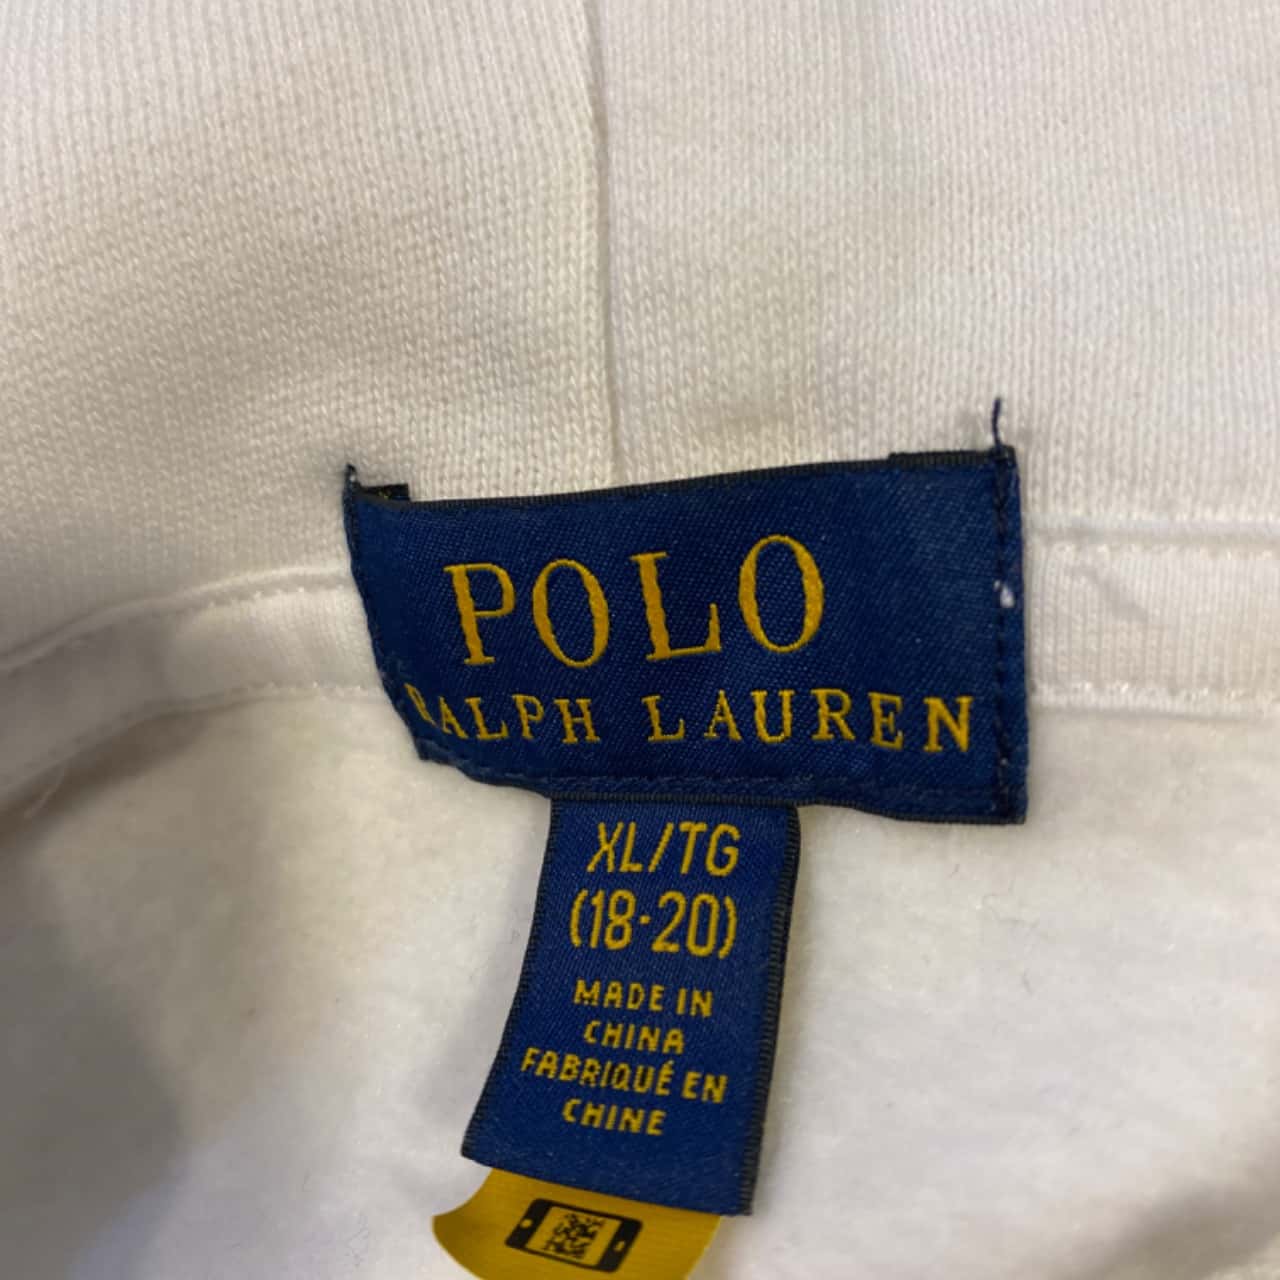 POLO
RALPH LAUREN
XL/TG
(18-20)
MADE IN
CHINA
FABRIQUÉ EN
CHINE